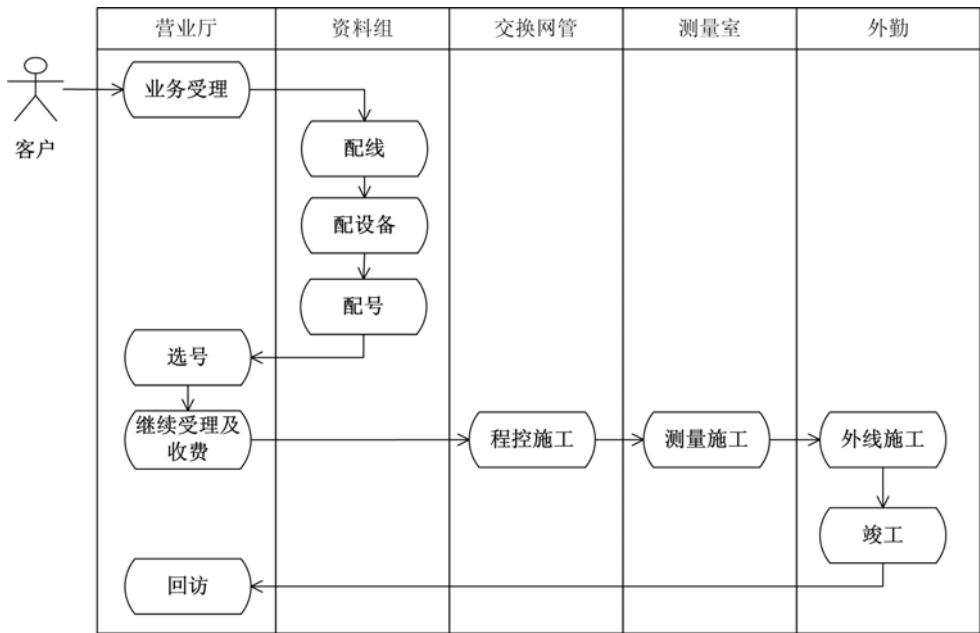 营业厅
资料组
交换网管
测量室
外勤
客户
业务受理
配线
配设备
配号
选号
继续受理及
收费
程控施工
测量施工
外线施工
竣工
回访